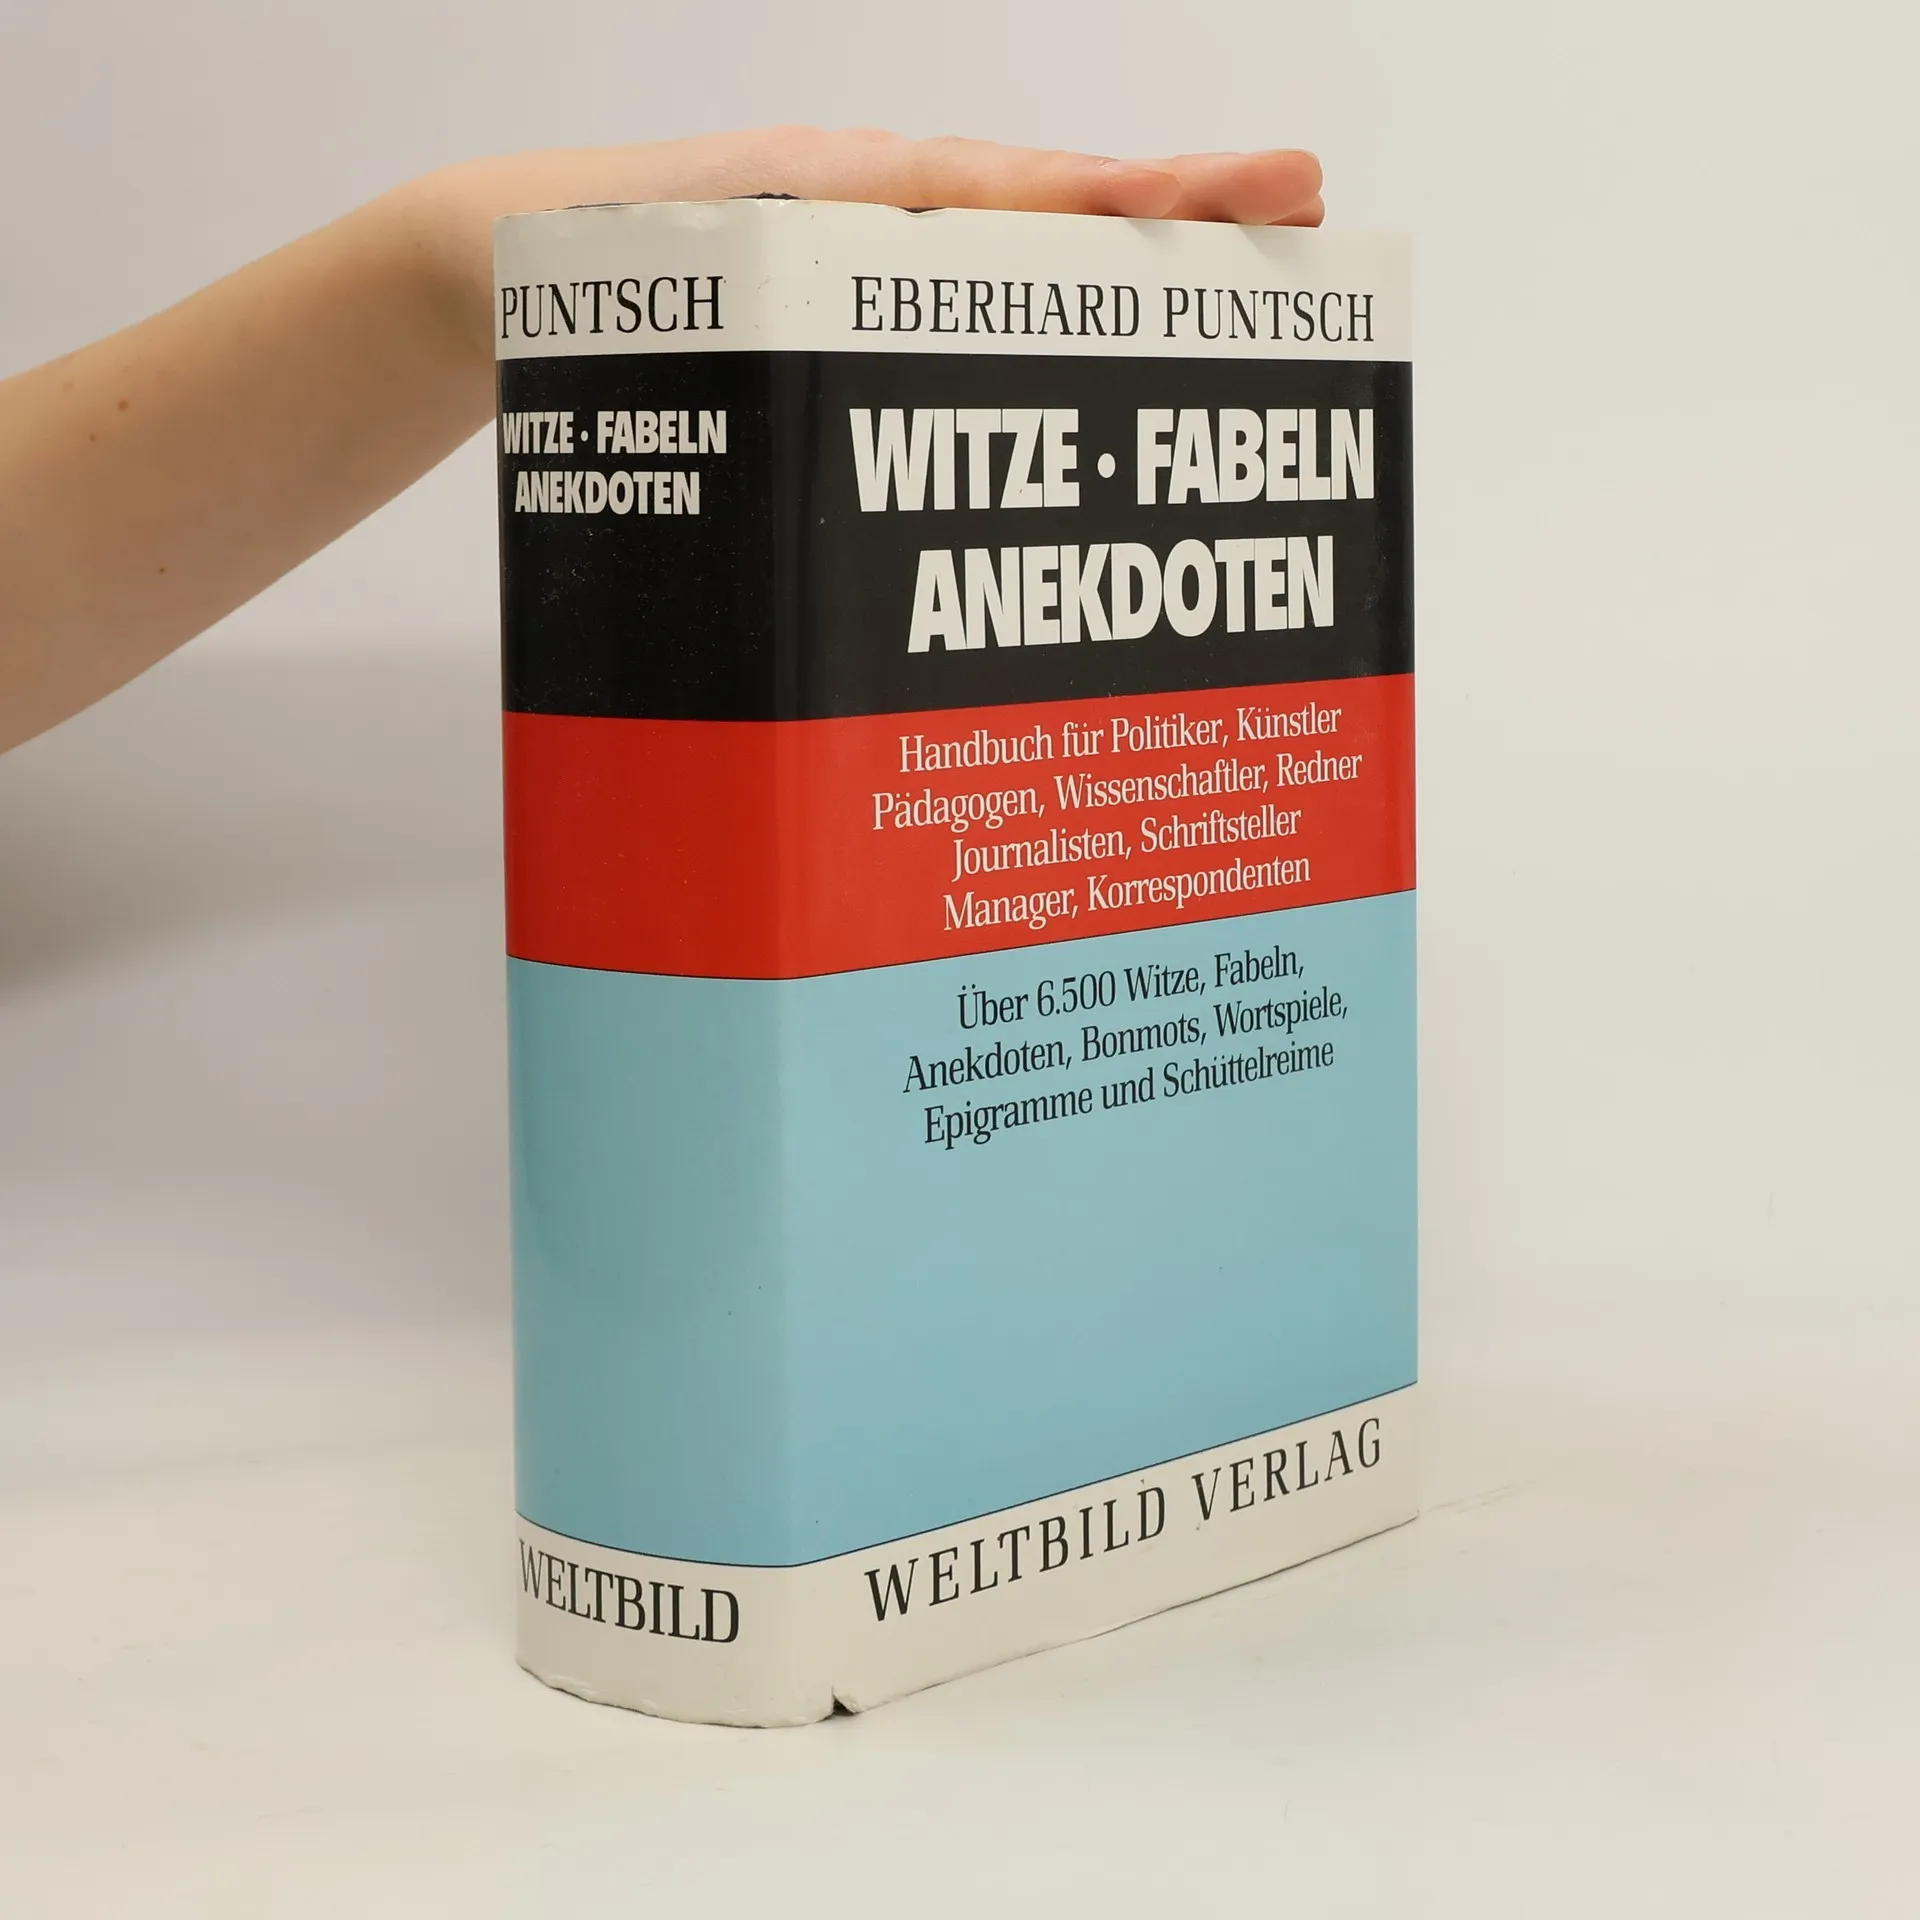 PUNTSCH
WITZE · FABELN
ANEKDOTEN
WELTBILD
EBERHARD PUNTSCH
WITZE · FABELN
ANEKDOTEN
Handbuch für Politiker, Künstler
Pädagogen, Wissenschaftler, Redner
Journalisten, Schriftsteller
Manager, Korrespondenten
Über 6.500 Witze, Fabeln,
Anekdoten, Bonmots, Wortspiele,
Epigramme und Schüttelreime
WELTBILD VERLAG